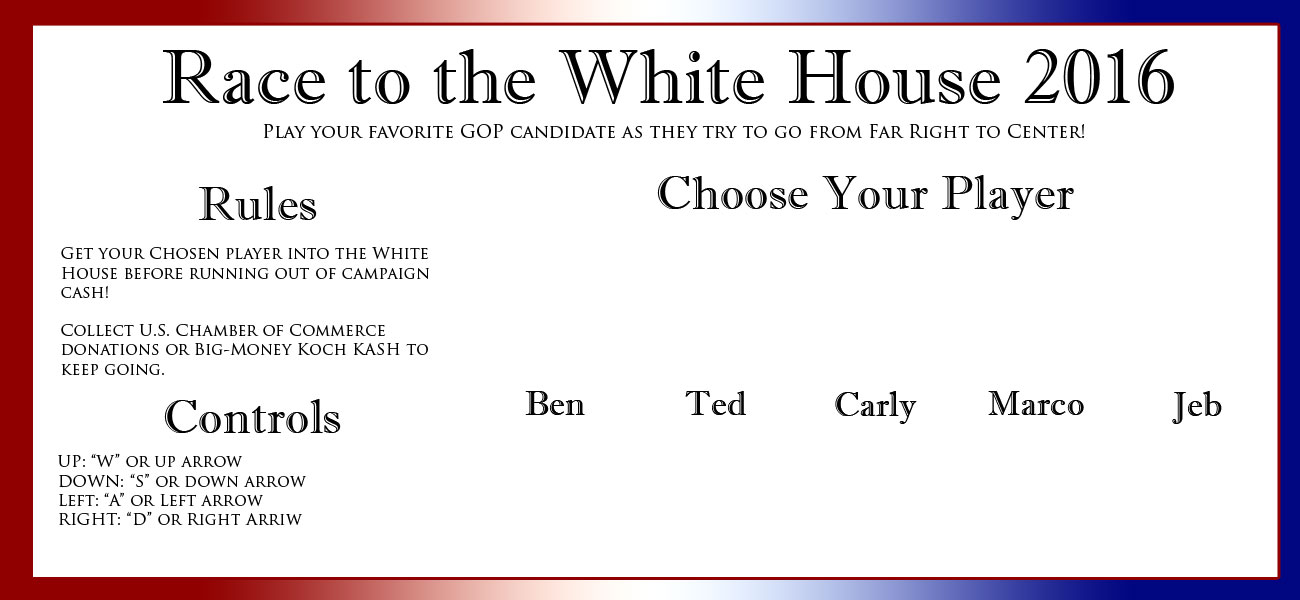 Race to the White House 2016
Play your favorite GOP candidate as they try to go from Far Right to Center!
Rules
Get your Chosen player into the White
House before running out of campaign
cash!
Collect U.S. Chamber of Commerce
donations or Big-Money Koch KASH to
keep going.
Controls
UP: “W” or up arrow
DOWN: “S” or down arrow
Left: “A” or Left arrow
RIGHT: “D” or Right Arriw
Choose Your Player
Ben
Ted
Carly
Marco
Jeb